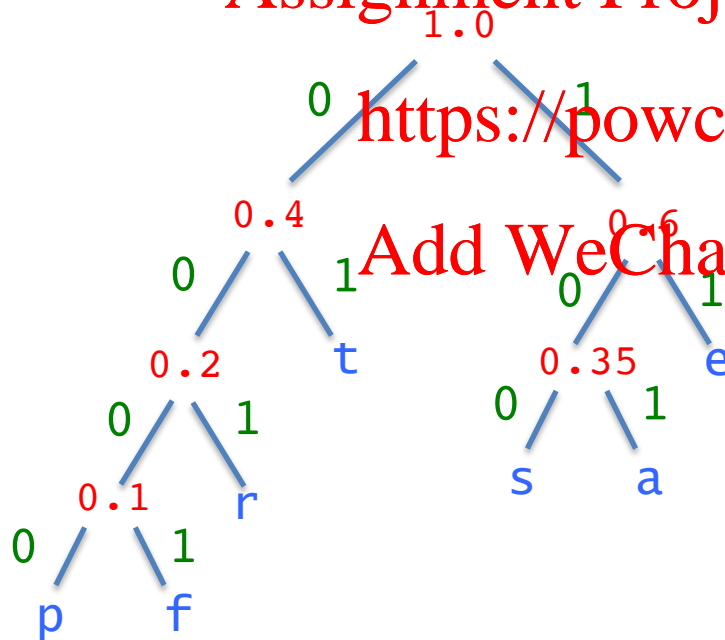 Assignment Proj
1.0
0 1
https://powc
0.4 0.6
Add WeCha
0 1 0 1
0.2 t 0.35 e
0 1 0 1
s a
0.1 r
0 1
p f